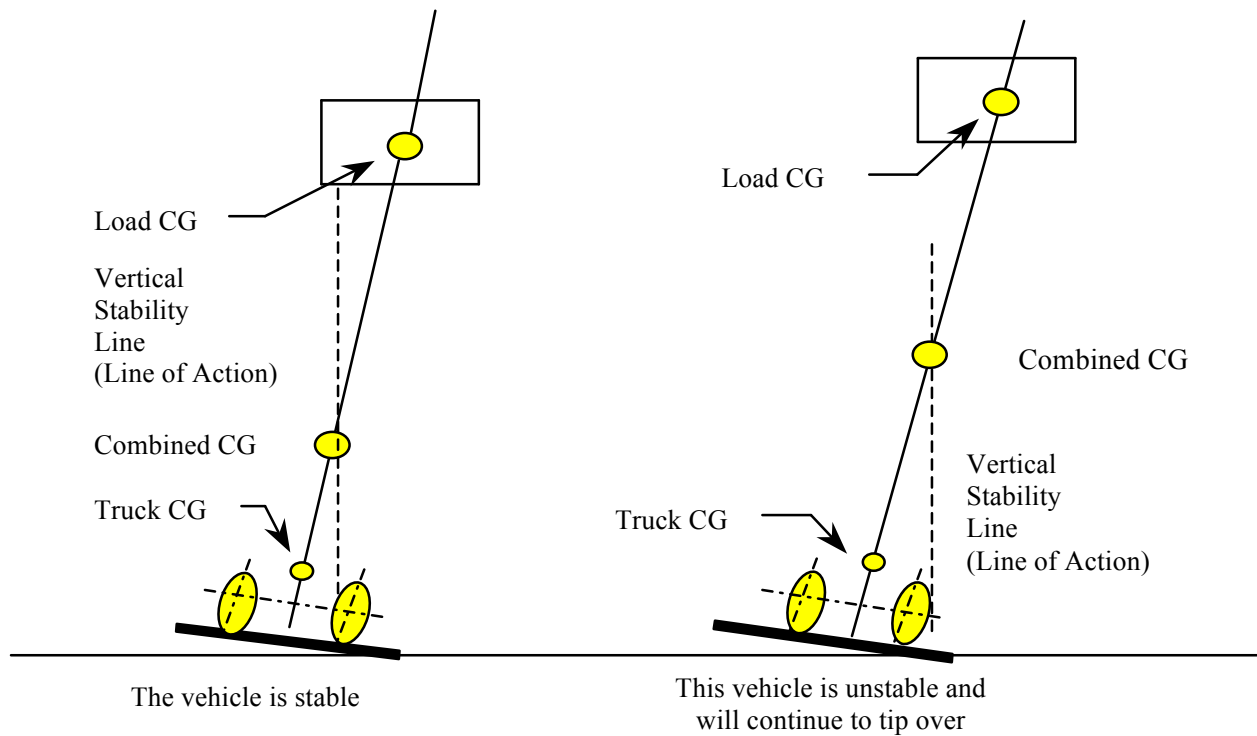 Load CG
Vertical
Stability
Line
(Line of Action)
Combined CG
Truck CG
The vehicle is stable
Load CG
Combined CG
Vertical
Stability
Line
(Line of Action)
Truck CG
This vehicle is unstable and
will continue to tip over